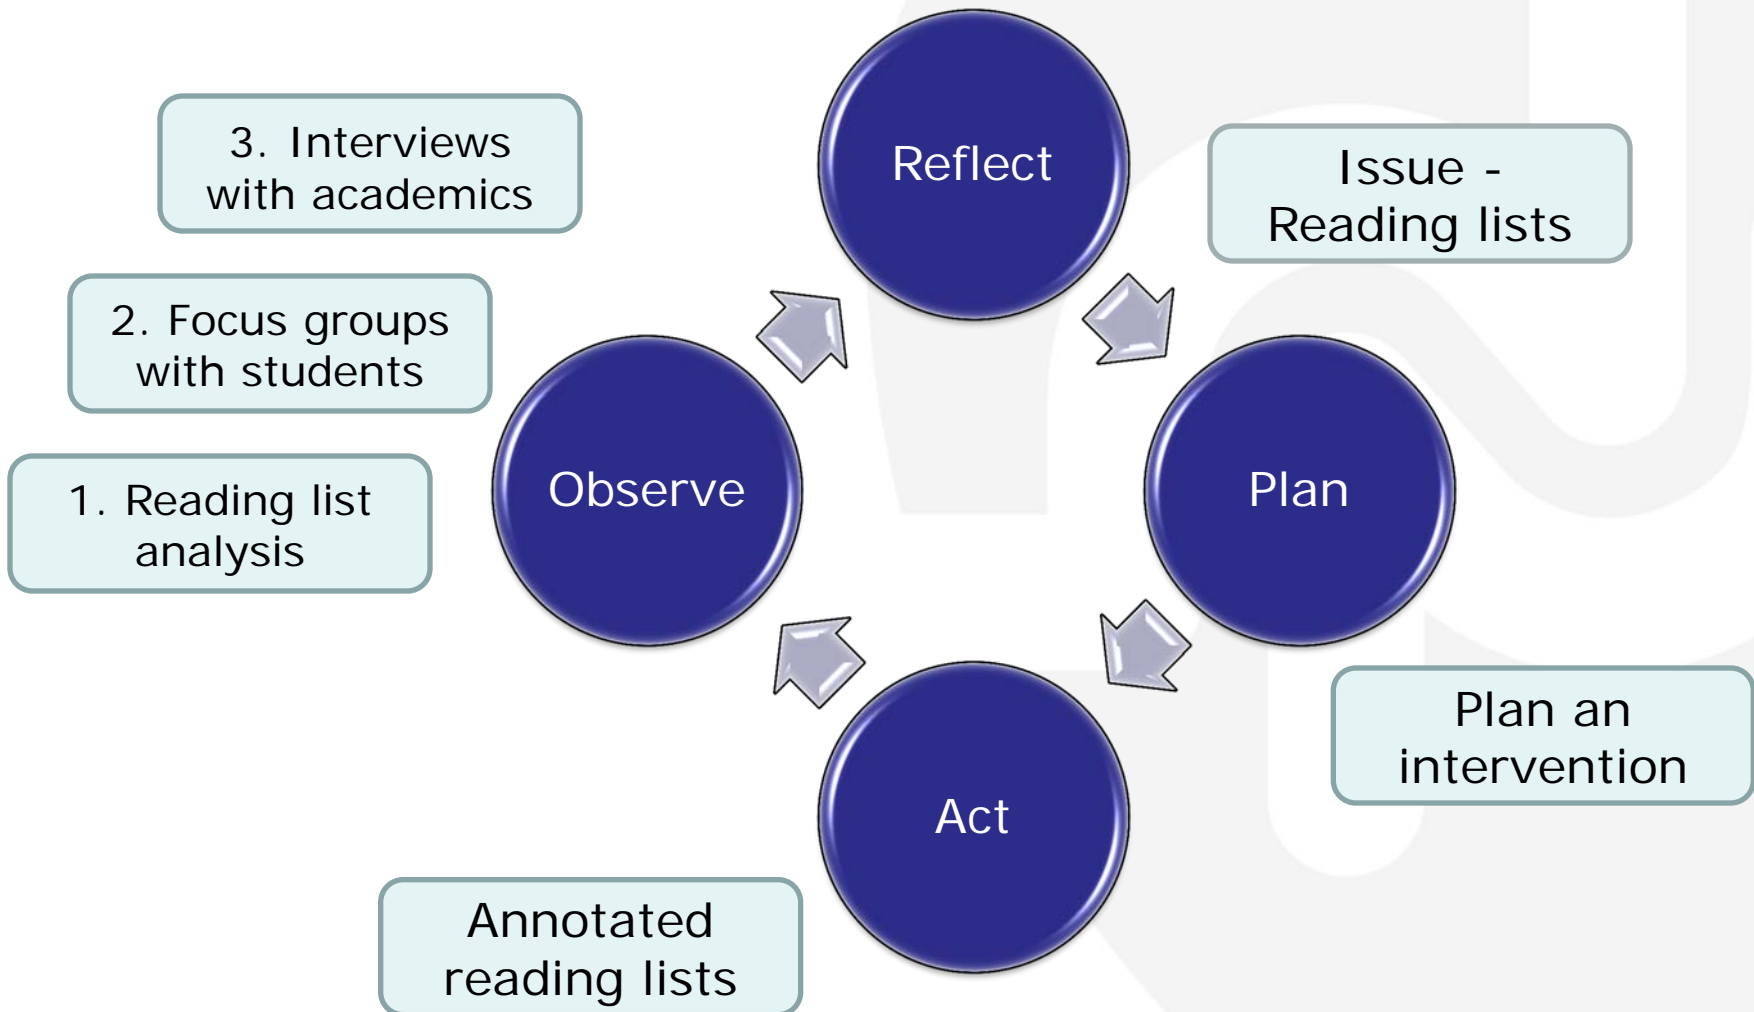 3. Interviews
with academics
Reflect
Issue -
Reading lists
2. Focus groups
with students
Observe
Plan
1. Reading list
analysis
Plan an
intervention
Act
Annotated
reading lists